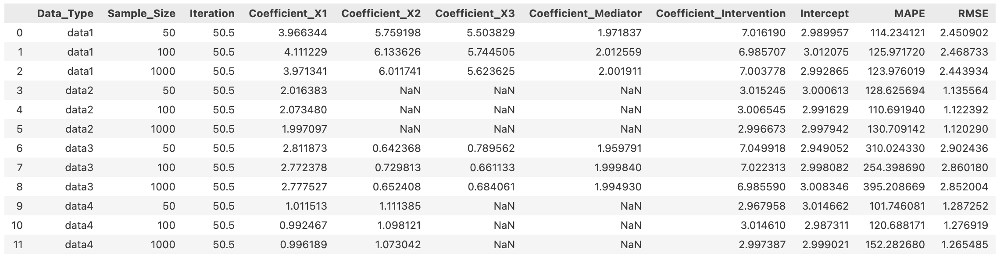 Data_Type Sample_Size Iteration Coefficient_X1 Coefficient_X2 Coefficient_X3 Coefficient_Mediator Coefficient_Intervention Intercept MAPE RMSE
0 data1 50 50.5 3.966344 5.759198 5.503829 1.971837 7.016190 2.989957 114.234121 2.450902
1 data1 100 50.5 4.111229 6.133626 5.744505 2.012559 6.985707 3.012075 125.971720 2.468733
2 data1 1000 50.5 3.971341 6.011741 5.623625 2.001911 7.003778 2.992865 123.976019 2.443934
3 data2 50 50.5 2.016383 NaN NaN NaN 3.015245 3.000613 128.625694 1.135564
4 data2 100 50.5 2.073480 NaN NaN NaN 3.006545 2.991629 110.691940 1.122392
5 data2 1000 50.5 1.997097 NaN NaN NaN 2.996673 2.997942 130.709142 1.120290
6 data3 50 50.5 2.811873 0.642368 0.789562 1.959791 7.049918 2.949052 310.024330 2.902436
7 data3 100 50.5 2.772378 0.729813 0.661133 1.999840 7.022313 2.998082 254.398690 2.860180
8 data3 1000 50.5 2.777527 0.652408 0.684061 1.994930 6.985590 3.008346 395.208669 2.852004
9 data4 50 50.5 1.011513 1.111385 NaN NaN 2.967958 3.014662 101.746081 1.287252
10 data4 100 50.5 0.992467 1.098121 NaN NaN 3.014610 2.987311 120.688171 1.276919
11 data4 1000 50.5 0.996189 1.073042 NaN NaN 2.997387 2.999021 152.282680 1.265485